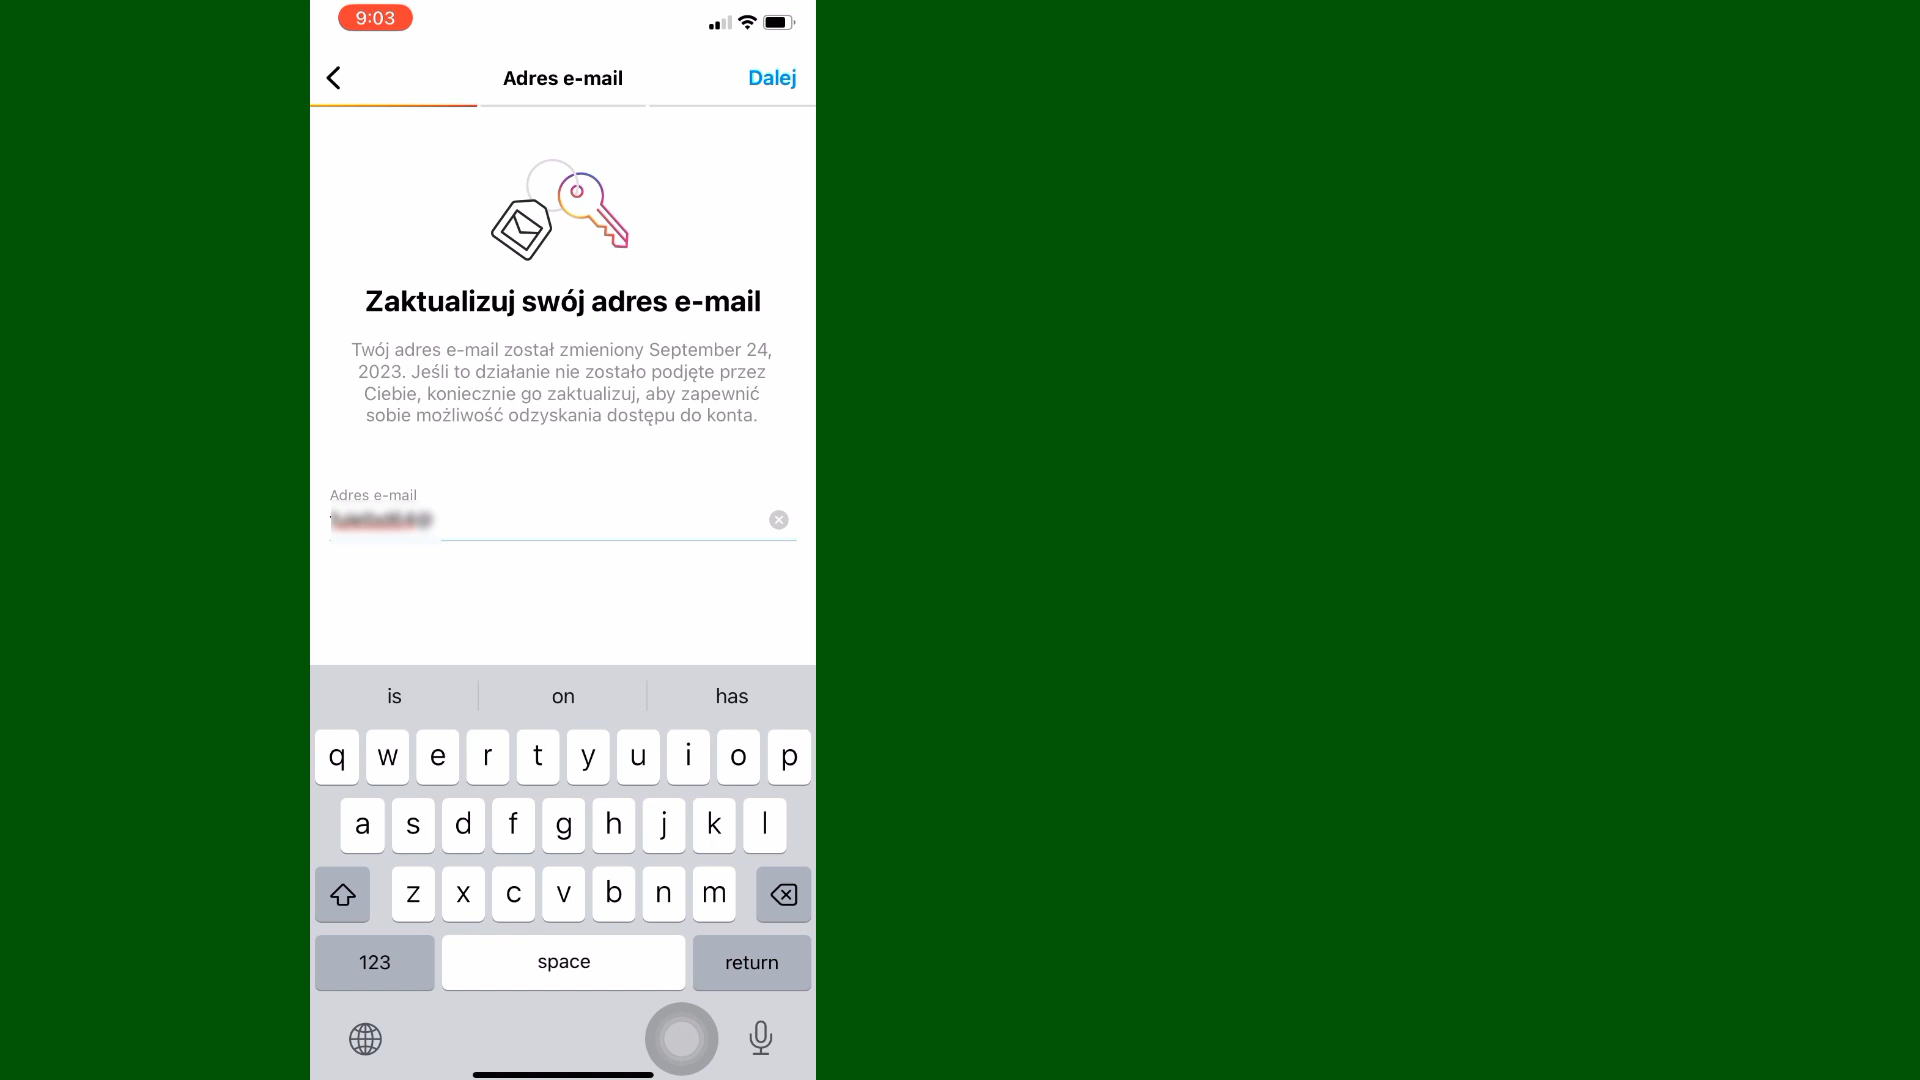 9:03
Adres e-mail
Dalej
Zaktualizuj swój adres e-mail
Twój adres e-mail został zmieniony September 24,
2023. Jeśli to działanie nie zostało podjęte przez
Ciebie, koniecznie go zaktualizuj, aby zapewnić
sobie możliwość odzyskania dostępu do konta.
Adres e-mail
is on has
q w e r t y u i o p
a s d f g h j k l
z x c v b n m
123 space return